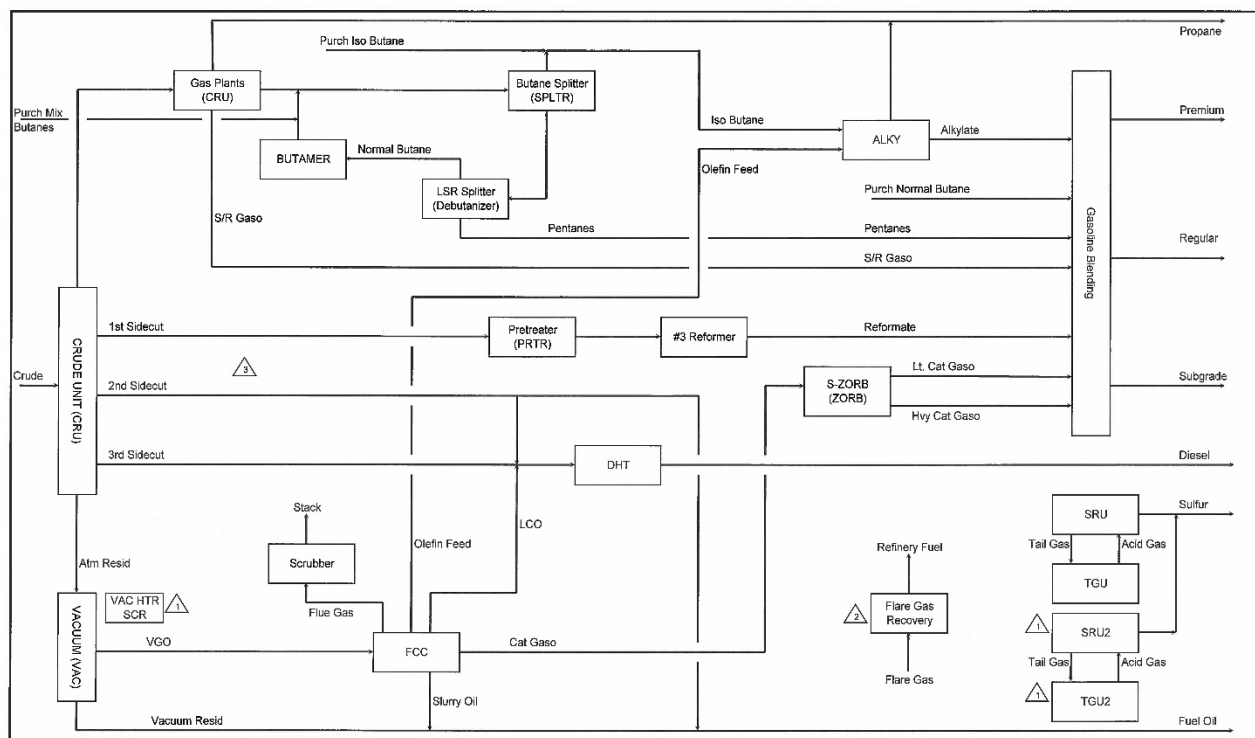 Propane
Purch Iso Butane
Gas Plants
(CRU)
Butane Splitter
(SPLTR)
Purch Mix
Butanes
Premium
Iso Butane
ALKY
Alkylate
BUTAMER
Normal Butane
Olefin Feed
LSR Splitter
(Debutanizer)
Purch Normal Butane
S/R Gaso
Pentanes
Pentanes
Gasoline Blending
Regular
S/R Gaso
1st Sidecut
Pretreater
(PRTR)
#3 Reformer
Reformate
3
Crude
CRUDE UNIT (CRU)
2nd Sidecut
S-ZORB
(ZORB)
Lt. Cat Gaso
Hvy Cat Gaso
Subgrade
3rd Sidecut
DHT
Diesel
Stack
LCO
SRU
Sulfur
Scrubber
Olefin Feed
Refinery Fuel
Tail Gas
Acid Gas
Atm Resid
TGU
VAC HTR
SCR
1
Flue Gas
2
Flare Gas
Recovery
1
SRU2
VACUUM (VAC)
VGO
FCC
Cat Gaso
Tail Gas
Acid Gas
Flare Gas
1
TGU2
Slurry Oil
Vacuum Resid
Fuel Oil